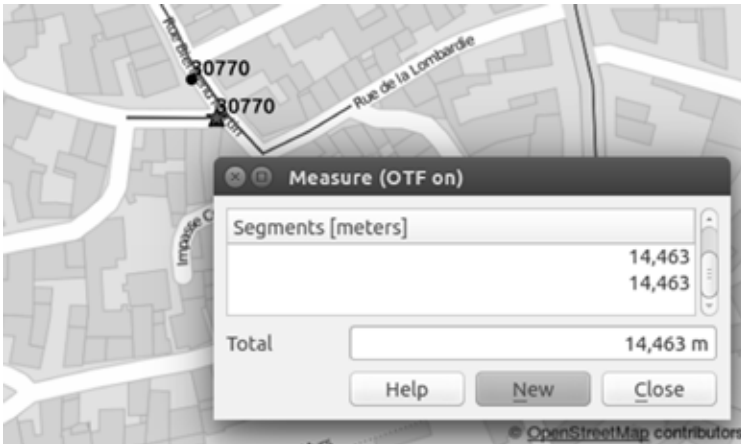 30770
30770
Rue de la Lombardie
Measure (OTF on)
Impasse C
Segments [meters]
14,463
14,463
Total
14,463 m
Help
New
Close
© OpenStreetMap contributors